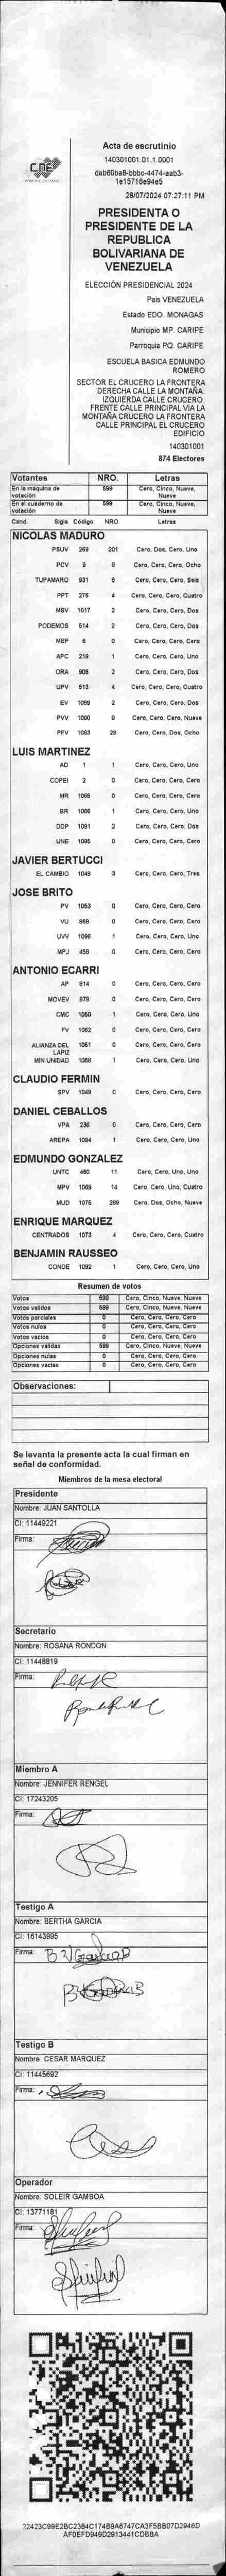 CNE
Acta de escrutinio
140301001.01.1.0001
dab60ba8-bbbc-4474-aab3-
1e15716e94e5
28/07/2024 07:27:11 PM
PRESIDENTA O
PRESIDENTE DE LA
REPUBLICA
BOLIVARIANA DE
VENEZUELA
ELECCIÓN PRESIDENCIAL 2024
Pais VENEZUELA
Estado EDO. MONAGAS
Municipio MP. CARIPE
Parroquia PQ. CARIPE
ESCUELA BASICA EDMUNDO
ROMERO
SECTOR EL CRUCERO LA FRONTERA
DERECHA CALLE LA MONTAÑA.
IZQUIERDA CALLE CRUCERO.
FRENTE CALLE PRINCIPAL VIA LA
MONTAÑA CRUCERO LA FRONTERA
CALLE PRINCIPAL EL CRUCERO
EDIFICIO
140301001
874 Electores
Votantes NRO. Letras
En la máquina de votación 599 Cero, Cinco, Nueve, Nueve
En el cuaderno de votación 599 Cero, Cinco, Nueve, Nueve
Cand. Sigla Código NRO. Letras
NICOLAS MADURO
PSUV 269 201 Cero, Dos, Cero, Uno
PCV 9 8 Cero, Cero, Cero, Ocho
TUPAMARO 931 6 Cero, Cero, Cero, Seis
PPT 276 4 Cero, Cero, Cero, Cuatro
MSV 1017 2 Cero, Cero, Cero, Dos
PODEMOS 514 2 Cero, Cero, Cero, Dos
MEP 6 0 Cero, Cero, Cero, Cero
APC 219 1 Cero, Cero, Cero, Uno
ORA 906 2 Cero, Cero, Cero, Dos
UPV 513 4 Cero, Cero, Cero, Cuatro
EV 1089 2 Cero, Cero, Cero, Dos
PVV 1090 9 Cero, Cero, Cero, Nueve
PFV 1093 28 Cero, Cero, Dos, Ocho
LUIS MARTINEZ
AD 1 1 Cero, Cero, Cero, Uno
COPEI 2 0 Cero, Cero, Cero, Cero
MR 1065 0 Cero, Cero, Cero, Cero
BR 1066 1 Cero, Cero, Cero, Uno
DDP 1091 2 Cero, Cero, Cero, Dos
UNE 1095 0 Cero, Cero, Cero, Cero
JAVIER BERTUCCI
EL CAMBIO 1048 3 Cero, Cero, Cero, Tres
JOSE BRITO
PV 1053 0 Cero, Cero, Cero, Cero
VU 868 0 Cero, Cero, Cero, Cero
UVV 1096 1 Cero, Cero, Cero, Uno
MPJ 458 0 Cero, Cero, Cero, Cero
ANTONIO ECARRI
AP 914 0 Cero, Cero, Cero, Cero
MOVEV 879 0 Cero, Cero, Cero, Cero
CMC 1050 1 Cero, Cero, Cero, Uno
FV 1052 0 Cero, Cero, Cero, Cero
ALIANZA DEL 1051 0 Cero, Cero, Cero, Cero
LAPIZ
MIN UNIDAD 1058 1 Cero, Cero, Cero, Uno
CLAUDIO FERMIN
SPV 1049 0 Cero, Cero, Cero, Cero
DANIEL CEBALLOS
VPA 236 0 Cero, Cero, Cero, Cero
AREPA 1094 1 Cero, Cero, Cero, Uno
EDMUNDO GONZALEZ
UNTC 460 11 Cero, Cero, Uno, Uno
MPV 1069 14 Cero, Cero, Uno, Cuatro
MUD 1075 289 Cero, Dos, Ocho, Nueve
ENRIQUE MARQUEZ
CENTRADOS 1073 4 Cero, Cero, Cero, Cuatro
BENJAMIN RAUSSEO
CONDE 1092 1 Cero, Cero, Cero, Uno
Resumen de votos
Votos 599 Cero, Cinco, Nueve, Nueve
Votos validos 599 Cero, Cinco, Nueve, Nueve
Votos parciales 0 Cero, Cero, Cero, Cero
Votos nulos 0 Cero, Cero, Cero, Cero
Votos vacios 0 Cero, Cero, Cero, Cero
Opciones validas 599 Cero, Cinco, Nueve, Nueve
Opciones nulas 0 Cero, Cero, Cero, Cero
Opciones vacias 0 Cero, Cero, Cero, Cero
Observaciones:
Se levanta la presente acta la cual firman en
señal de conformidad.
Miembros de la mesa electoral
Presidente
Nombre: JUAN SANTOLLA
CI: 11449221
Firma:
Secretario
Nombre: ROSANA RONDON
CI: 11448819
Firma:
Miembro A
Nombre: JENNIFER RENGEL
CI: 17243205
Firma:
Testigo A
Nombre: BERTHA GARCIA
CI: 16143995
Firma:
Testigo B
Nombre: CESAR MARQUEZ
CI: 11445692
Firma:
Operador
Nombre: SOLEIR GAMBOA
CI: 13771181
Firma:
22423C99E2BC2384C174B9A6747CA3F5BB07D2946D
AF0EFD949D2913441CDBBA